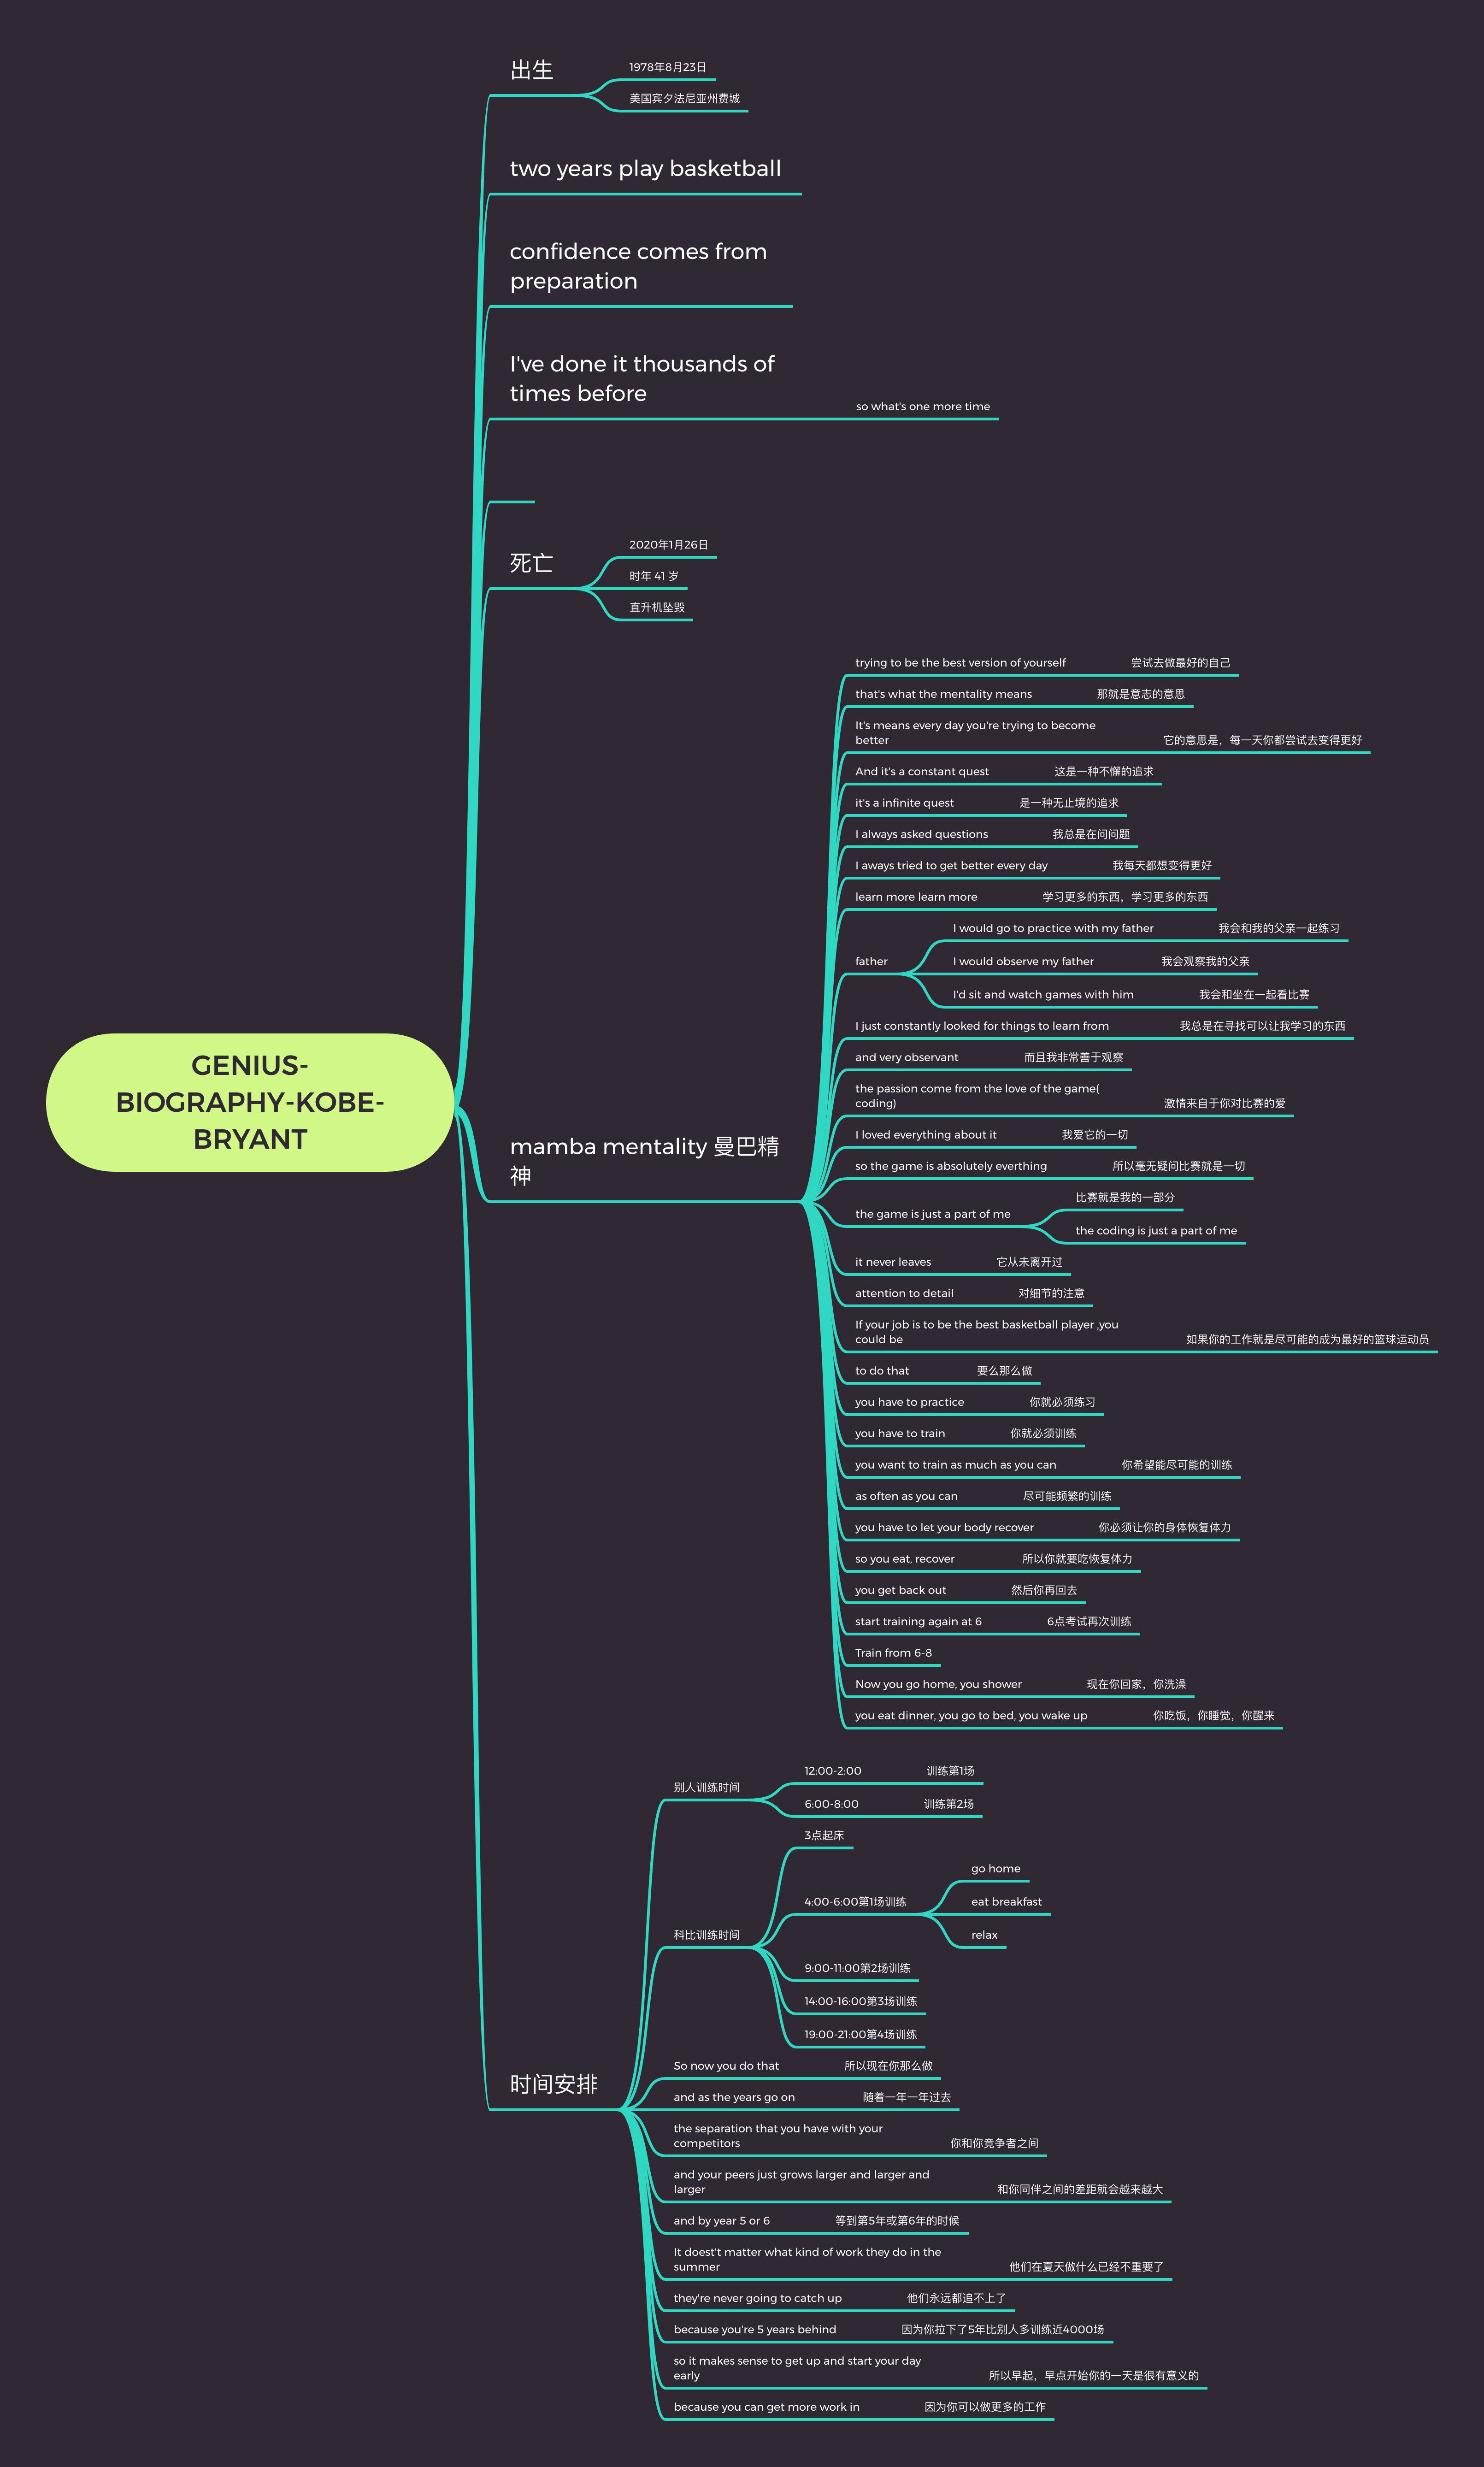 出生
1978年8月23日
美国宾夕法尼亚州费城
two years play basketball
confidence comes from
preparation
I've done it thousands of
times before
so what's one more time
死亡
2020年1月26日
时年 41 岁
直升机坠毁
GENIUS-
BIOGRAPHY-KOBE-
BRYANT
mamba mentality 曼巴精
神
trying to be the best version of yourself
尝试去做最好的自己
that's what the mentality means
那就是意志的意思
It's means every day you're trying to become
better
它的意思是，每一天你都尝试去变得更好
And it's a constant quest
这是一种不懈的追求
it's a infinite quest
是一种无止境的追求
I always asked questions
我总是在问问题
I aways tried to get better every day
我每天都想变得更好
learn more learn more
学习更多的东西，学习更多的东西
father
I would go to practice with my father
我会和我的父亲一起练习
I would observe my father
我会观察我的父亲
I'd sit and watch games with him
我会和坐在一起看比赛
I just constantly looked for things to learn from
我总是在寻找可以让我学习的东西
and very observant
而且我非常善于观察
the passion come from the love of the game(
coding)
激情来自于你对比赛的爱
I loved everything about it
我爱它的一切
so the game is absolutely everthing
所以毫无疑问比赛就是一切
the game is just a part of me
比赛就是我的一部分
the coding is just a part of me
it never leaves
它从未离开过
attention to detail
对细节的注意
If your job is to be the best basketball player ,you
could be
如果你的工作就是尽可能的成为最好的篮球运动员
to do that
要么那么做
you have to practice
你就必须练习
you have to train
你就必须训练
you want to train as much as you can
你希望能尽可能的训练
as often as you can
尽可能频繁的训练
you have to let your body recover
你必须让你的身体恢复体力
so you eat, recover
所以你就要吃恢复体力
you get back out
然后你再回去
start training again at 6
6点考试再次训练
Train from 6-8
Now you go home, you shower
现在你回家，你洗澡
you eat dinner, you go to bed, you wake up
你吃饭，你睡觉，你醒来
时间安排
别人训练时间
12:00-2:00
训练第1场
6:00-8:00
训练第2场
科比训练时间
3点起床
4:00-6:00第1场训练
go home
eat breakfast
relax
9:00-11:00第2场训练
14:00-16:00第3场训练
19:00-21:00第4场训练
So now you do that
所以现在你那么做
and as the years go on
随着一年一年过去
the separation that you have with your
competitors
你和你竞争者之间
and your peers just grows larger and larger and
larger
和你同伴之间的差距就会越来越大
and by year 5 or 6
等到第5年或第6年的时候
It doest't matter what kind of work they do in the
summer
他们在夏天做什么已经不重要了
they're never going to catch up
他们永远都追不上了
because you're 5 years behind
因为你拉下了5年比别人多训练近4000场
so it makes sense to get up and start your day
early
所以早起，早点开始你的一天是很有意义的
because you can get more work in
因为你可以做更多的工作